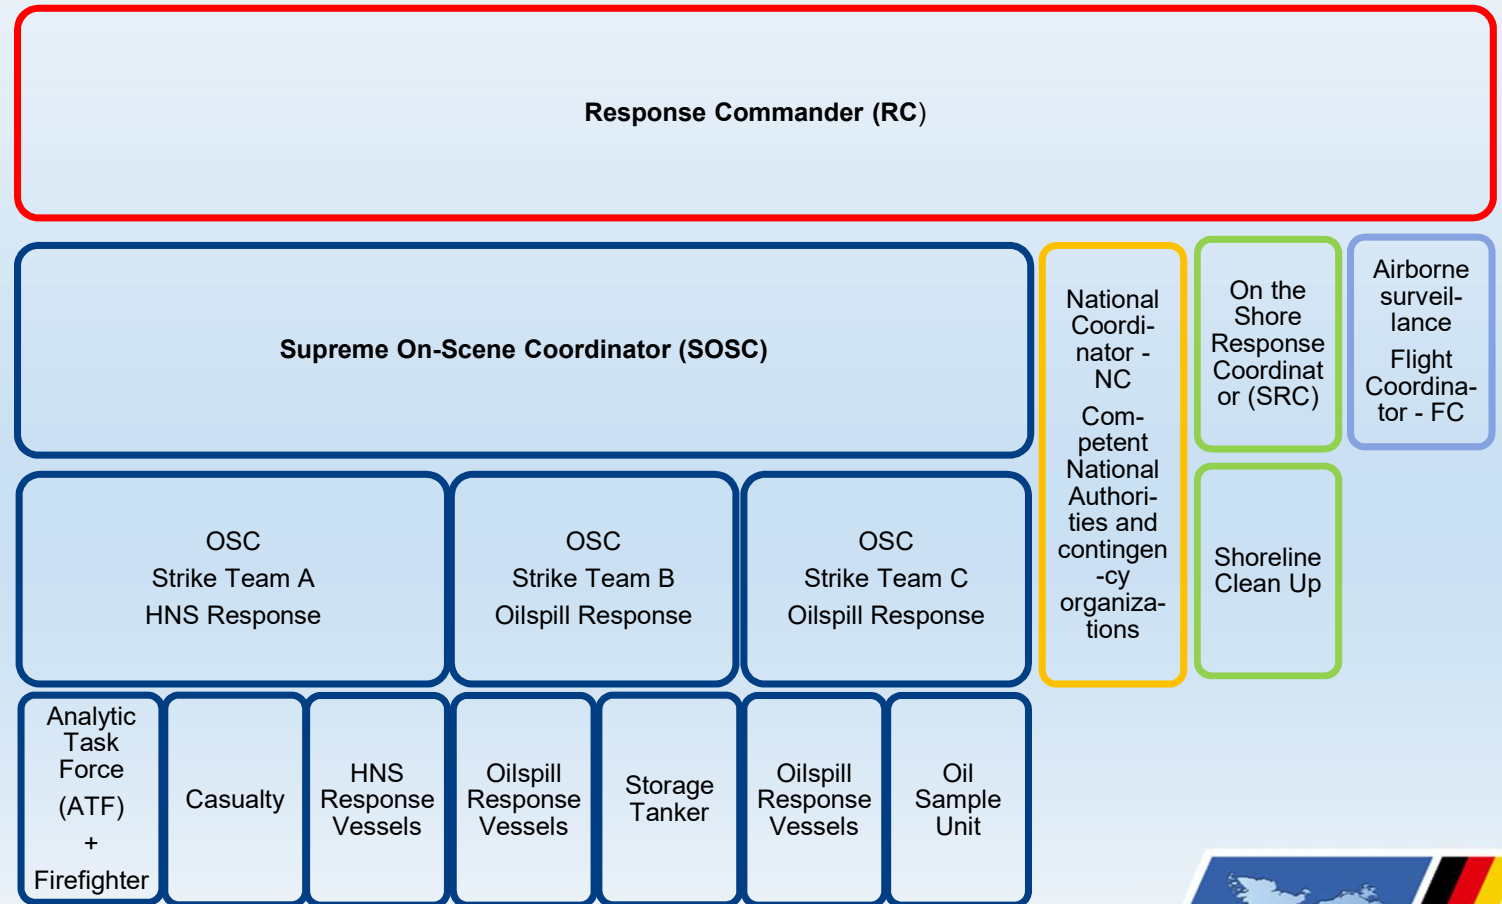 Response Commander (RC)
Supreme On-Scene Coordinator (SOSC)
National
Coordi-
nator -
NC
Com-
petent
National
Authori-
ties and
contingen
-cy
organiza-
tions
On the
Shore
Response
Coordinat
or (SRC)
Airborne
surveil-
lance
Flight
Coordina-
tor - FC
OSC
Strike Team A
HNS Response
OSC
Strike Team B
Oilspill Response
OSC
Strike Team C
Oilspill Response
Shoreline
Clean Up
Analytic
Task
Force
(ATF)
+
Firefighter
Casualty
HNS
Response
Vessels
Oilspill
Response
Vessels
Storage
Tanker
Oilspill
Response
Vessels
Oil
Sample
Unit